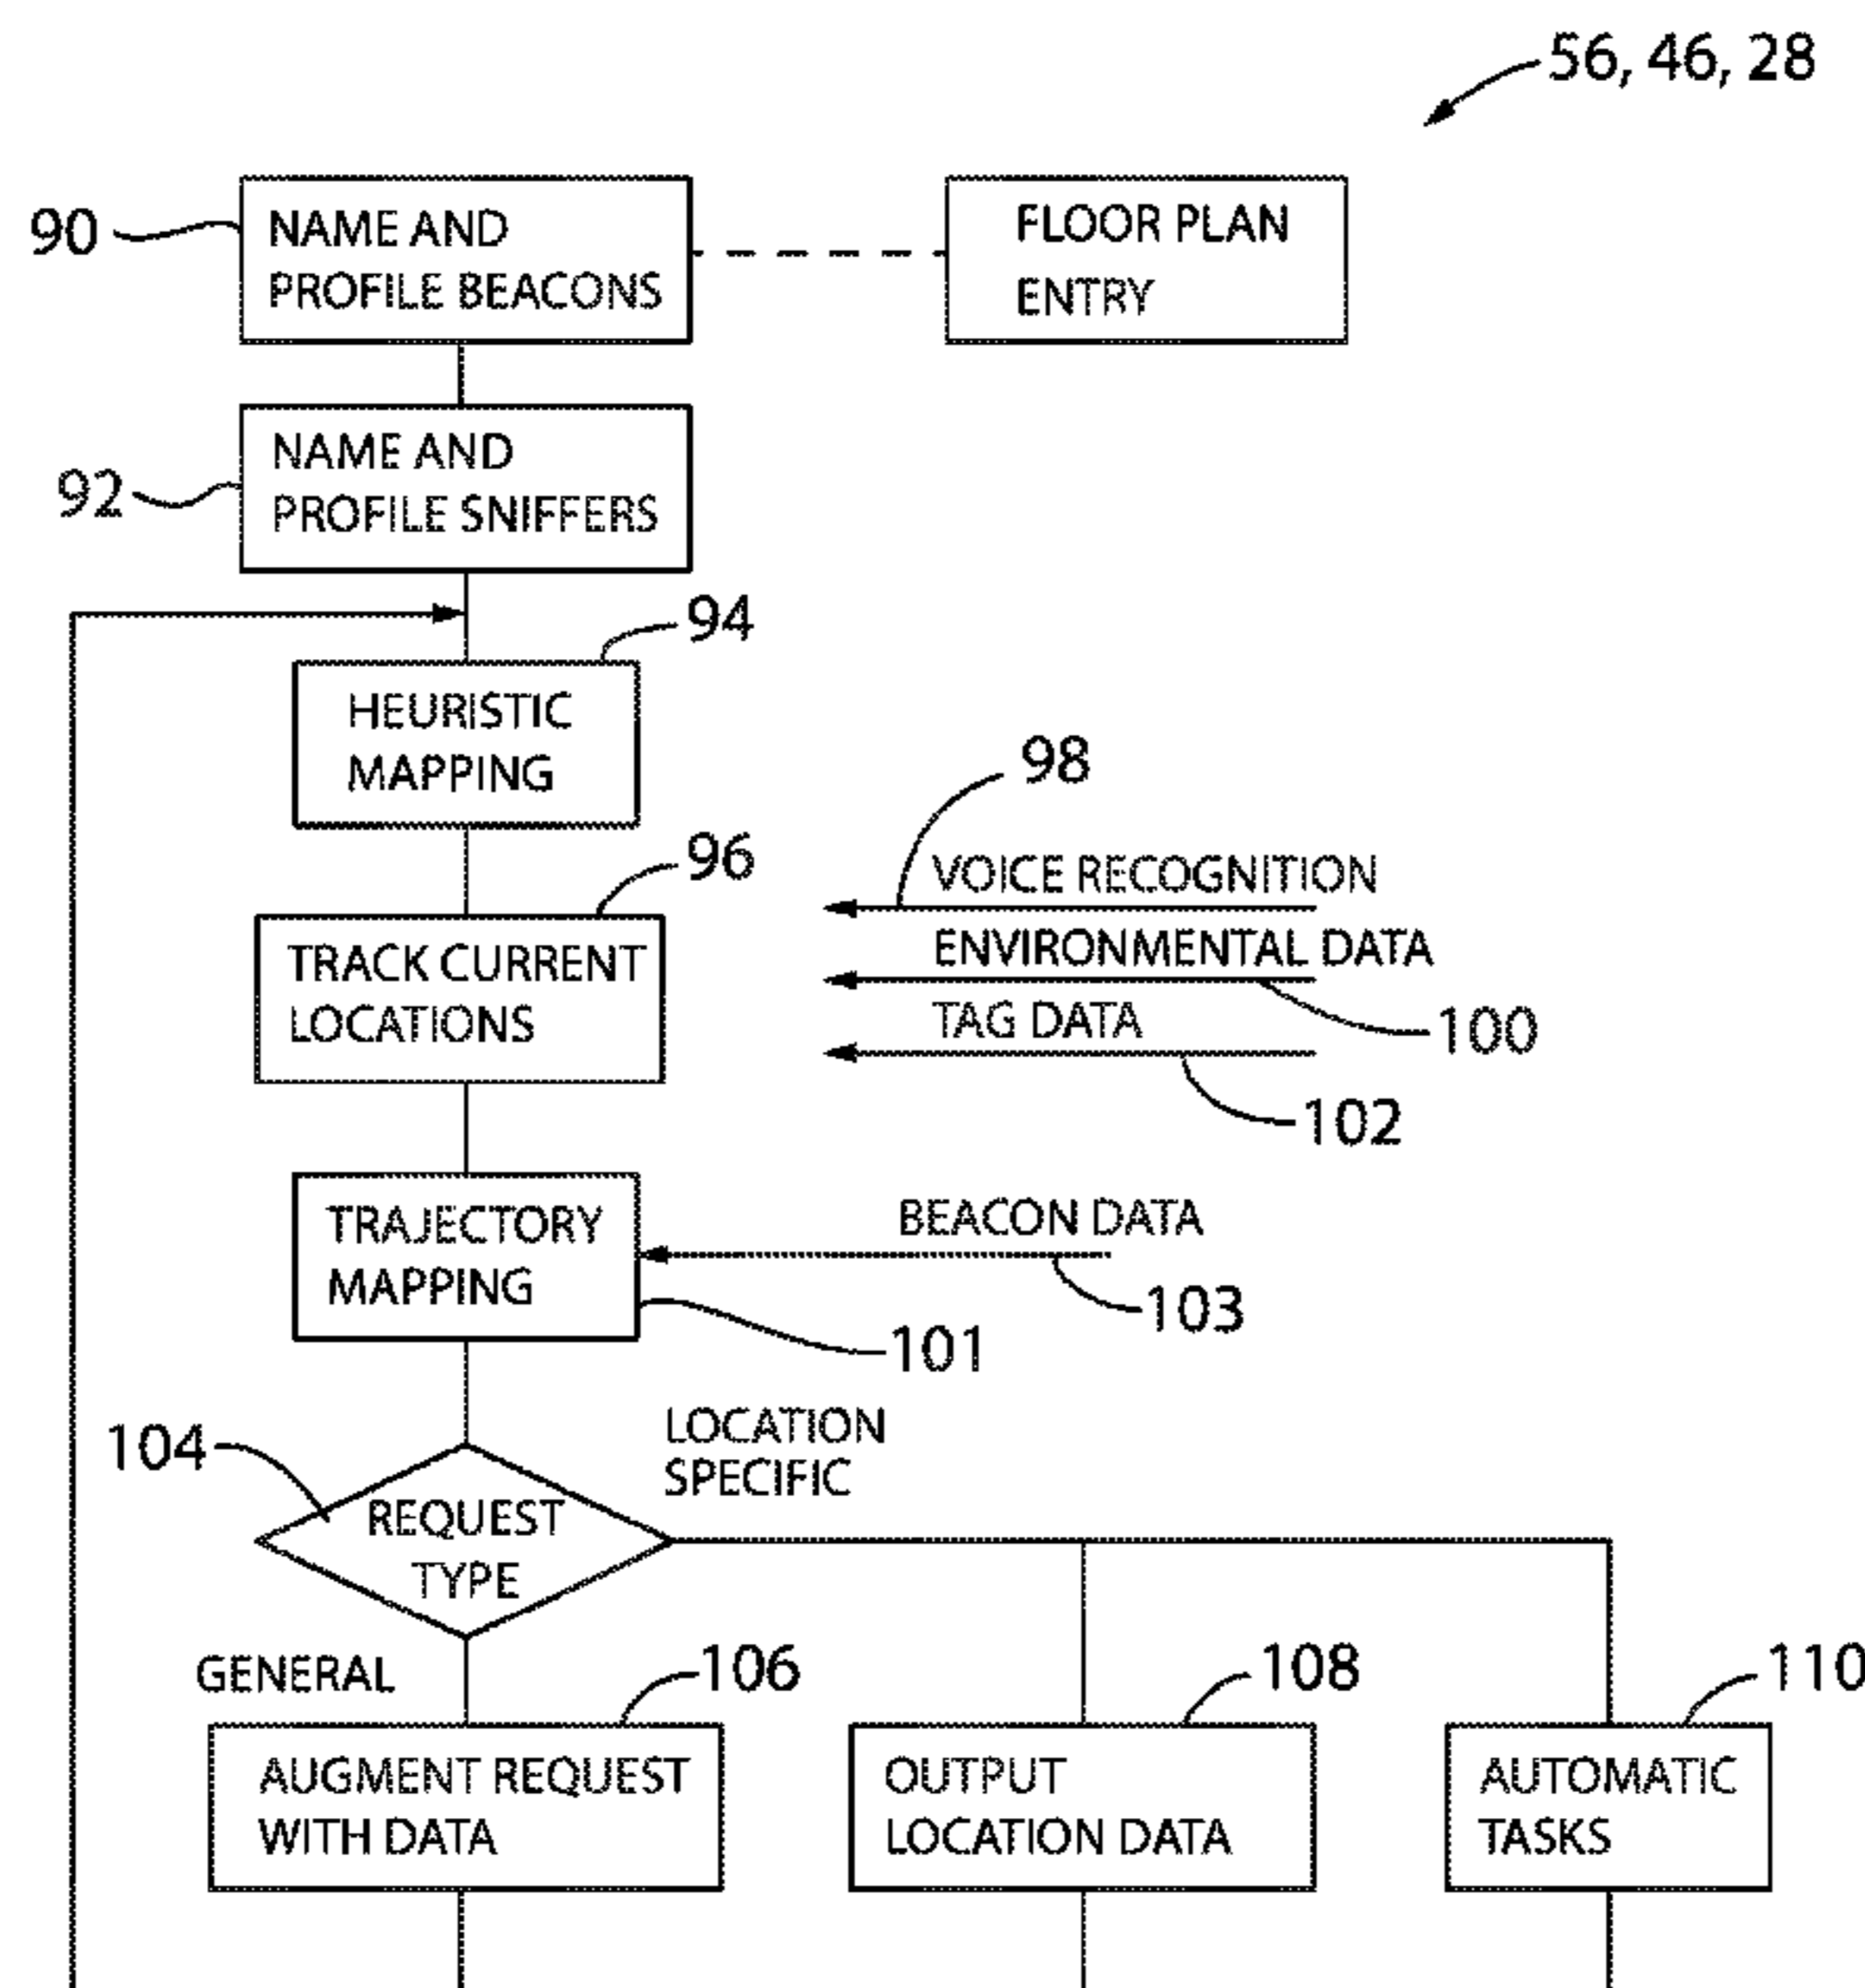 56, 46, 28
90
NAME AND
PROFILE BEACONS
FLOOR PLAN
ENTRY
92
NAME AND
PROFILE SNIFFERS
94
HEURISTIC
MAPPING
98
96
VOICE RECOGNITION
TRACK CURRENT
LOCATIONS
ENVIRONMENTAL DATA
TAG DATA
100
102
TRAJECTORY
MAPPING
BEACON DATA
103
101
104
LOCATION
SPECIFIC
REQUEST
TYPE
GENERAL
106
108
110
AUGMENT REQUEST
WITH DATA
OUTPUT
LOCATION DATA
AUTOMATIC
TASKS